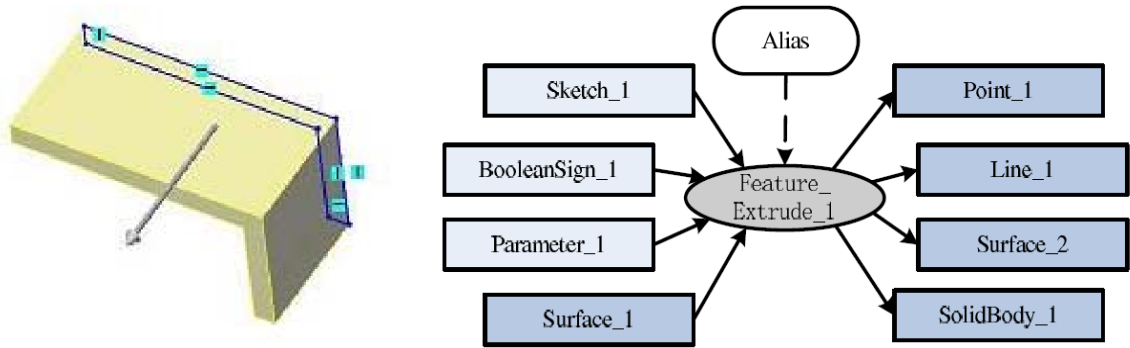 Alias
Sketch_1
Point_1
BooleanSign_1
Feature_
Extrude_1
Line_1
Parameter_1
Surface_2
Surface_1
SolidBody_1